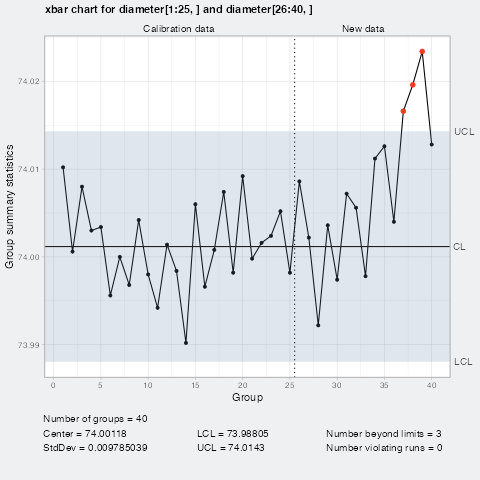 xbar chart for diameter[1:25, ] and diameter[26:40, ]
Calibration data New data
74.02
74.01
74.00
73.99
Group summary statistics
UCL
CL
LCL
0 5 10 15 20 25 30 35 40
Group
Number of groups = 40
Center = 74.00118 LCL = 73.98805 Number beyond limits = 3
StdDev = 0.009785039 UCL = 74.0143 Number violating runs = 0